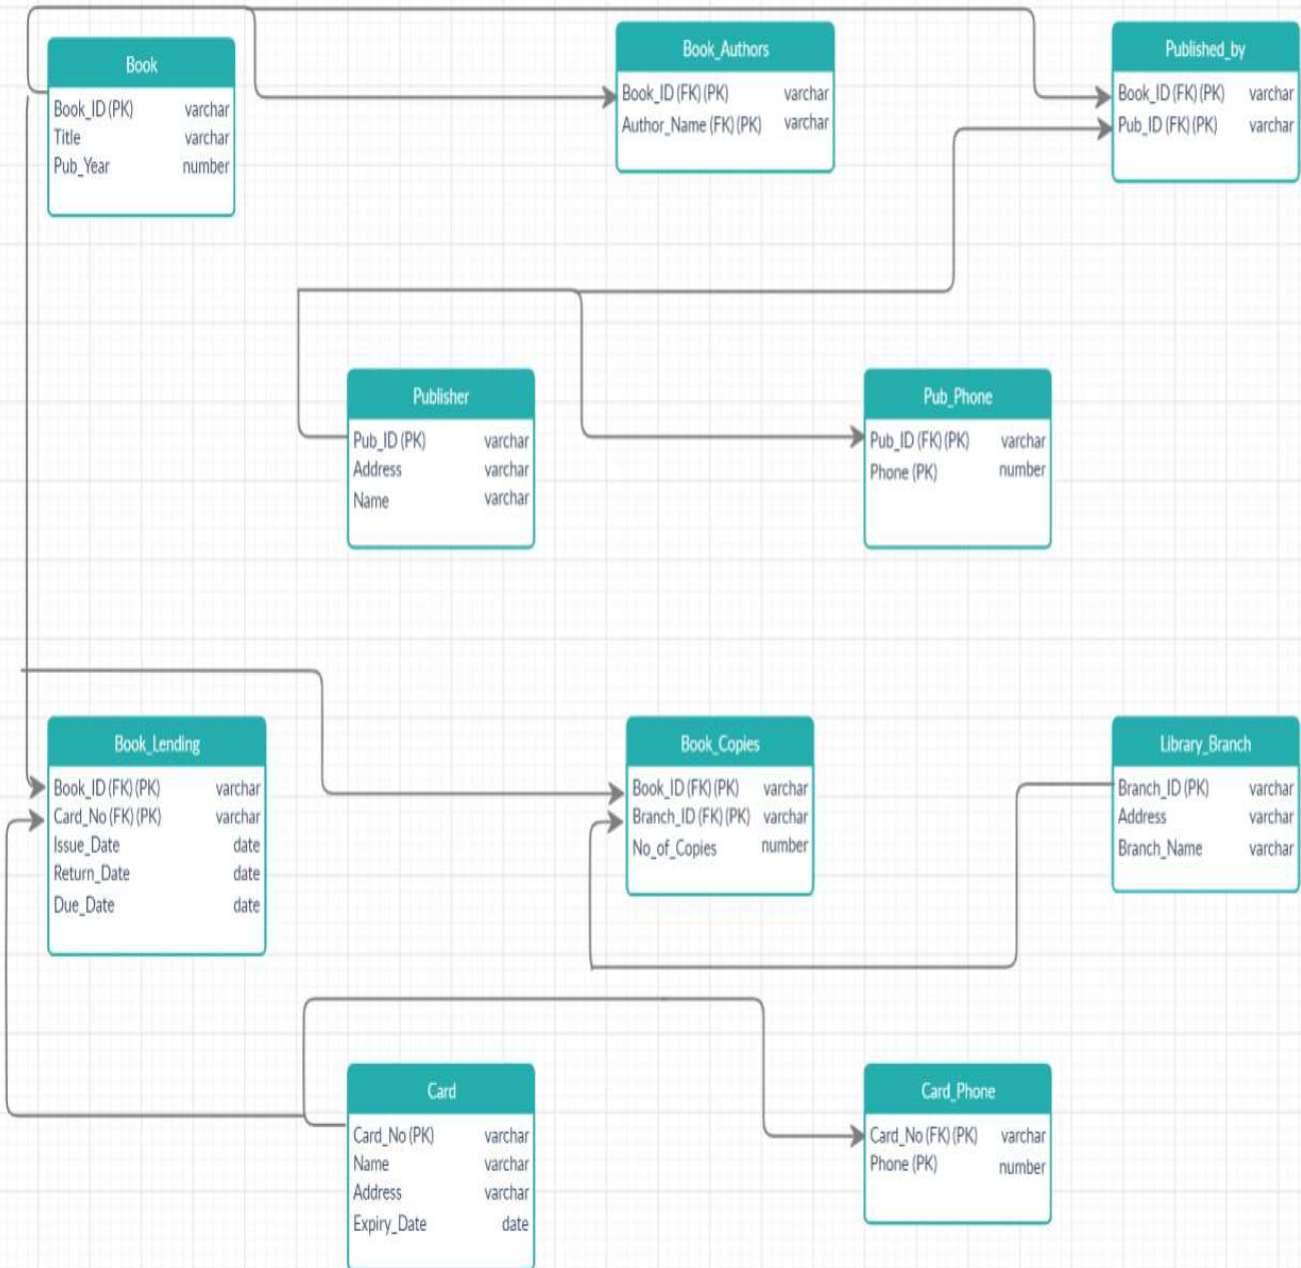 Book
Book_ID (PK) varchar
Title varchar
Pub_Year number
Book_Authors
Book_ID (FK) (PK) varchar
Author_Name (FK) (PK) varchar
Published_by
Book_ID (FK) (PK) varchar
Pub_ID (FK) (PK) varchar
Publisher
Pub_ID (PK) varchar
Address varchar
Name varchar
Pub_Phone
Pub_ID (FK) (PK) varchar
Phone (PK) number
Book_Lending
Book_ID (FK) (PK) varchar
Card_No (FK) (PK) varchar
Issue_Date date
Return_Date date
Due_Date date
Book_Copies
Book_ID (FK) (PK) varchar
Branch_ID (FK) (PK) varchar
No_of_Copies number
Library_Branch
Branch_ID (PK) varchar
Address varchar
Branch_Name varchar
Card
Card_No (PK) varchar
Name varchar
Address varchar
Expiry_Date date
Card_Phone
Card_No (FK) (PK) varchar
Phone (PK) number